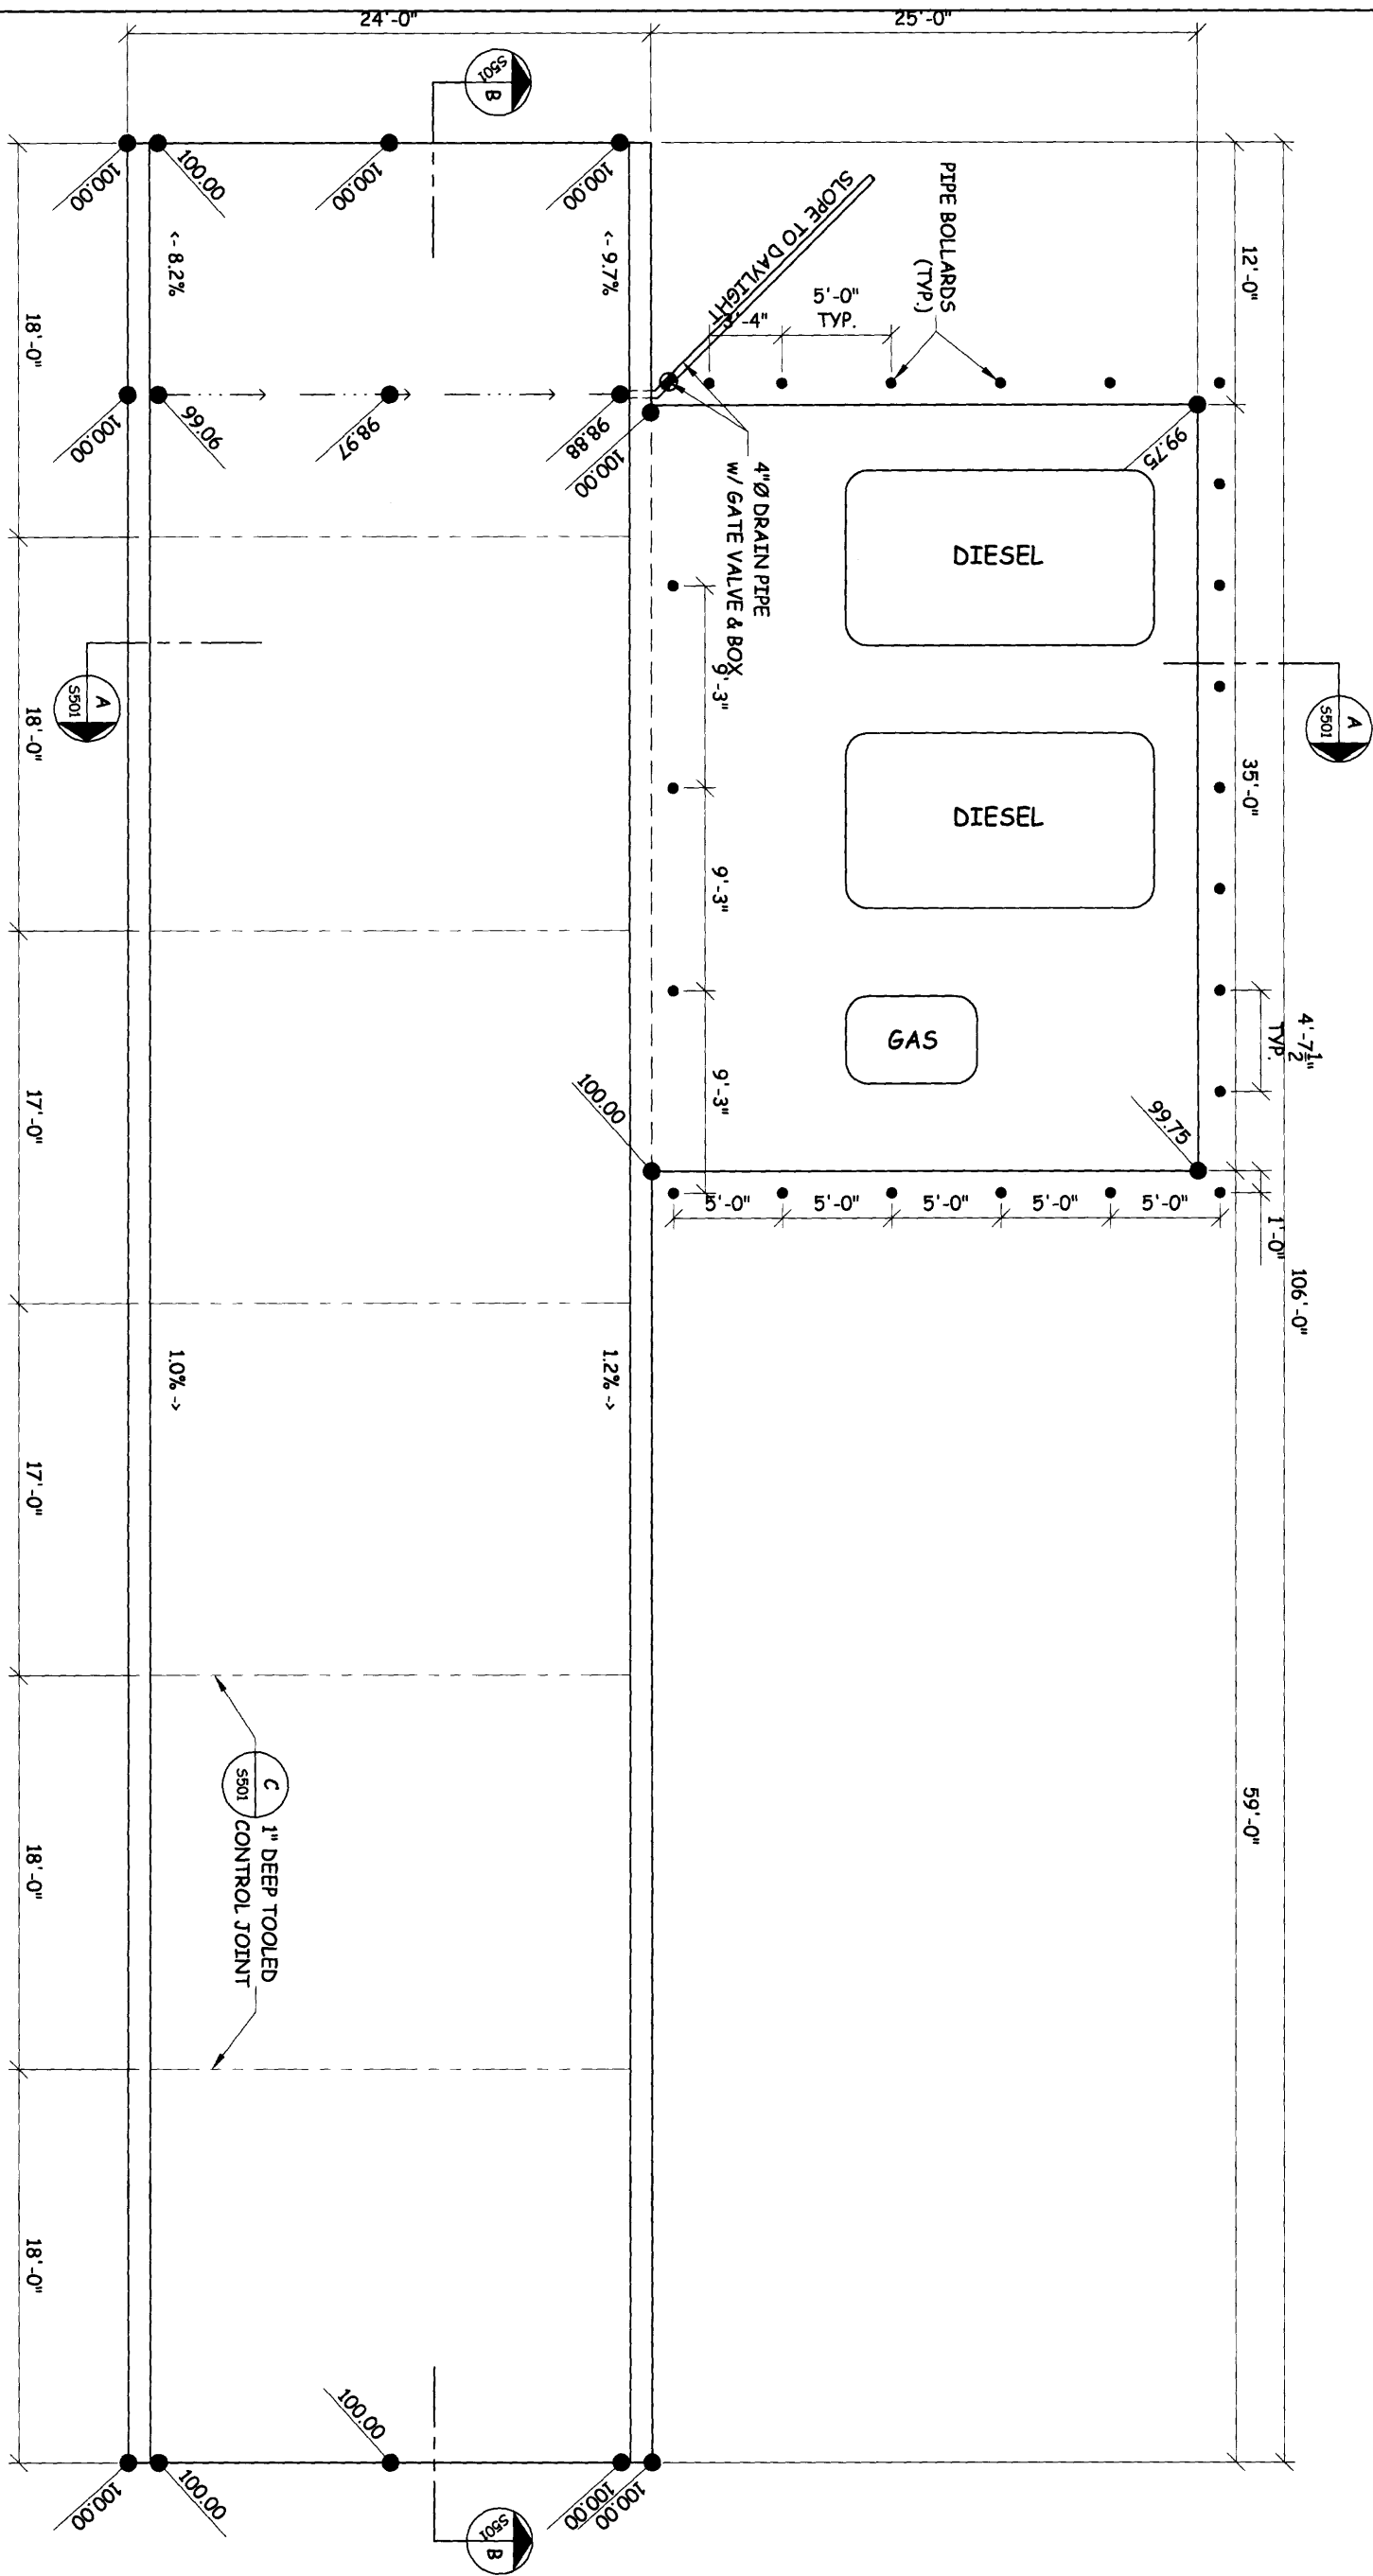 24'-0"
25'-0"
B
S501
100.00
100.00
100.00
100.00
<- 8.2%
<- 9.7%
SLOPE TO DAYLIGHT
PIPE BOLLARDS
(TYP.)
12'-0"
5'-0"
TYP.
18'-0"
100.00
99.06
98.97
98.88
100.00
99.75
4"Ø DRAIN PIPE
w/ GATE VALVE & BOX
DIESEL
9'-3"
A
S501
A
S501
18'-0"
35'-0"
DIESEL
9'-3"
GAS
4'-7½"
TYP.
17'-0"
9'-3"
100.00
99.75
5'-0"
5'-0"
5'-0"
5'-0"
5'-0"
1'-0"
106'-0"
1.0% ->
1.2% ->
17'-0"
C
S501
1" DEEP TOOLED
CONTROL JOINT
18'-0"
59'-0"
18'-0"
100.00
100.00
100.00
100.00
100.00
B
S501